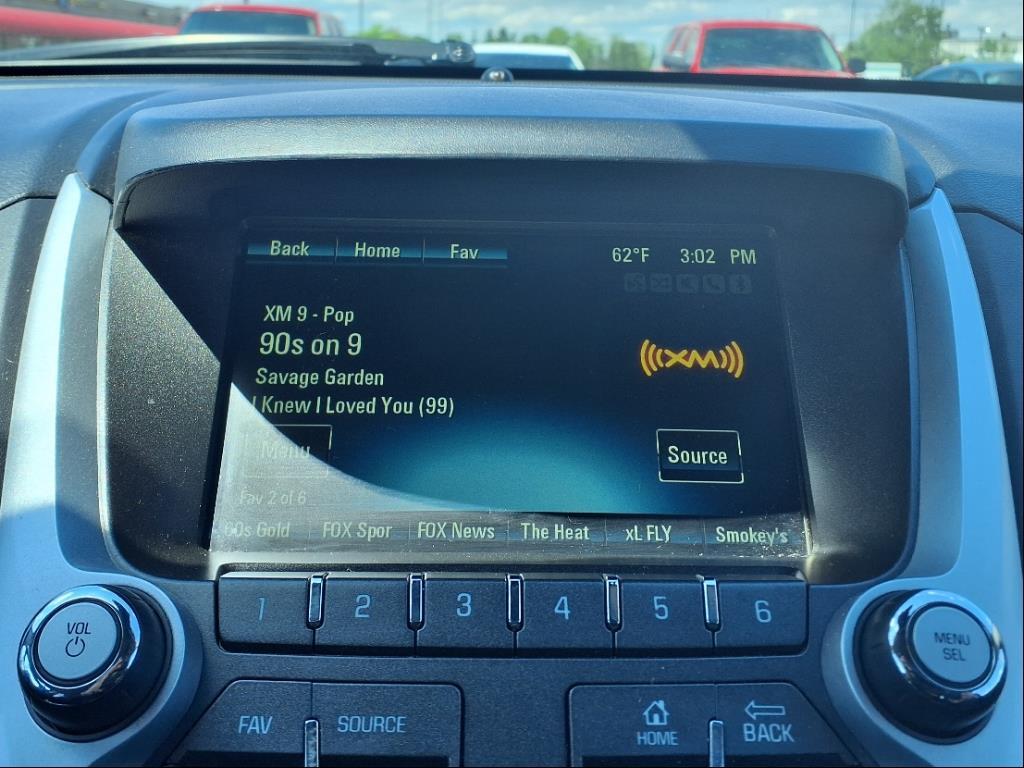 Back Home Fav 62°F 3:02 PM
XM 9 - Pop
90s on 9
XM
Savage Garden
I Knew I Loved You (99)
Menu Source
Fav 2 of 6
60s Gold FOX Spor FOX News The Heat xL FLY Smokey's
1 2 3 4 5 6
VOL
MENU
SEL
FAV SOURCE HOME BACK